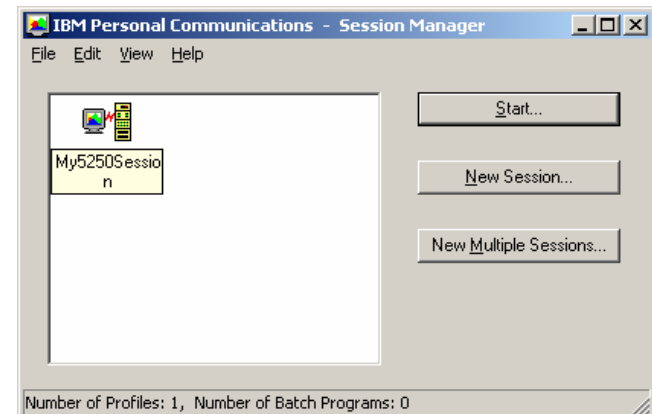 IBM Personal Communications - Session Manager
File Edit View Help
My5250Sessio
n
Start...
New Session...
New Multiple Sessions...
Number of Profiles: 1, Number of Batch Programs: 0